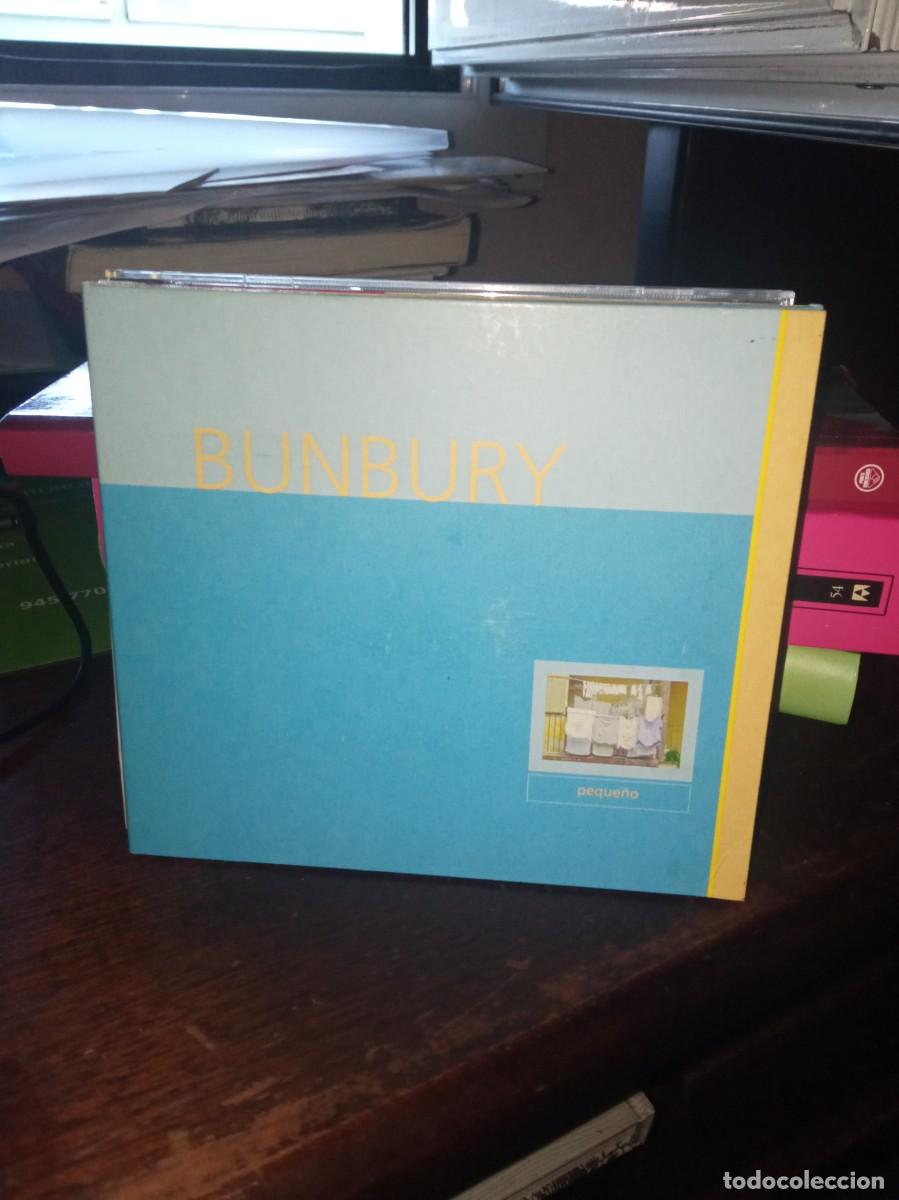 BUNBURY
pequeño
945 770
54
todocoleccion